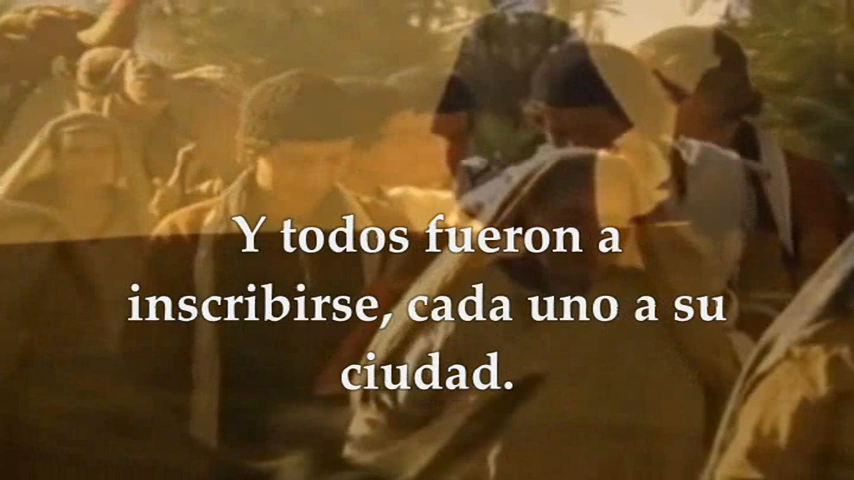 Y todos fueron a
inscribirse, cada uno a su
ciudad.